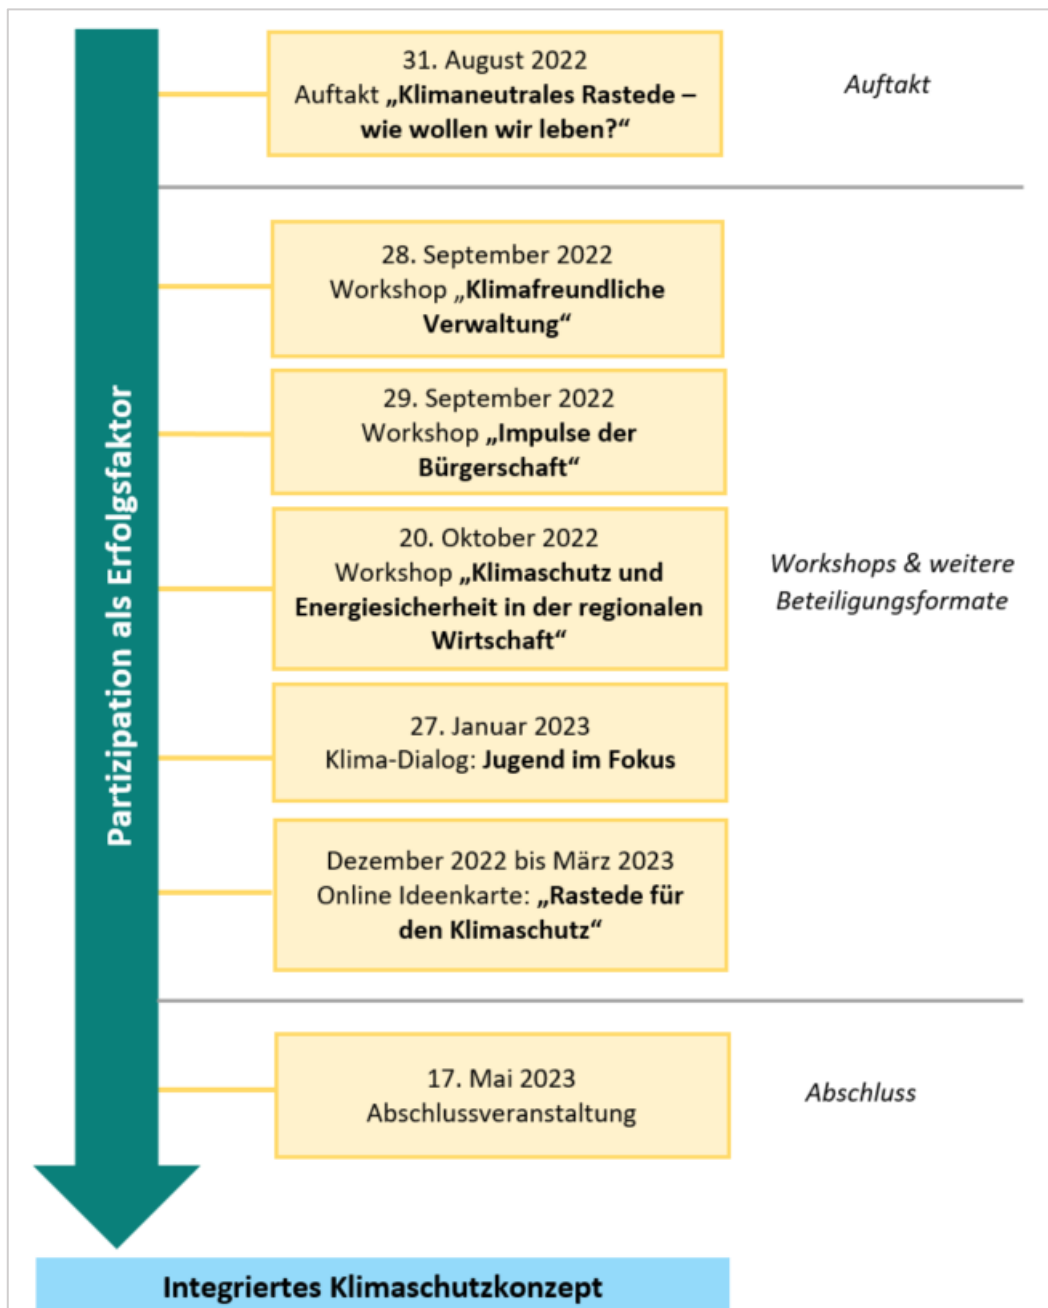 31. August 2022
Auftakt „Klimaneutrales Rastede –
wie wollen wir leben?“
Auftakt
28. September 2022
Workshop „Klimafreundliche
Verwaltung“
29. September 2022
Workshop „Impulse der
Bürgerschaft“
20. Oktober 2022
Workshop „Klimaschutz und
Energiesicherheit in der regionalen
Wirtschaft“
27. Januar 2023
Klima-Dialog: Jugend im Fokus
Dezember 2022 bis März 2023
Online Ideenkarte: „Rastede für
den Klimaschutz“
Workshops & weitere
Beteiligungsformate
17. Mai 2023
Abschlussveranstaltung
Abschluss
Partizipation als Erfolgsfaktor
Integriertes Klimaschutzkonzept